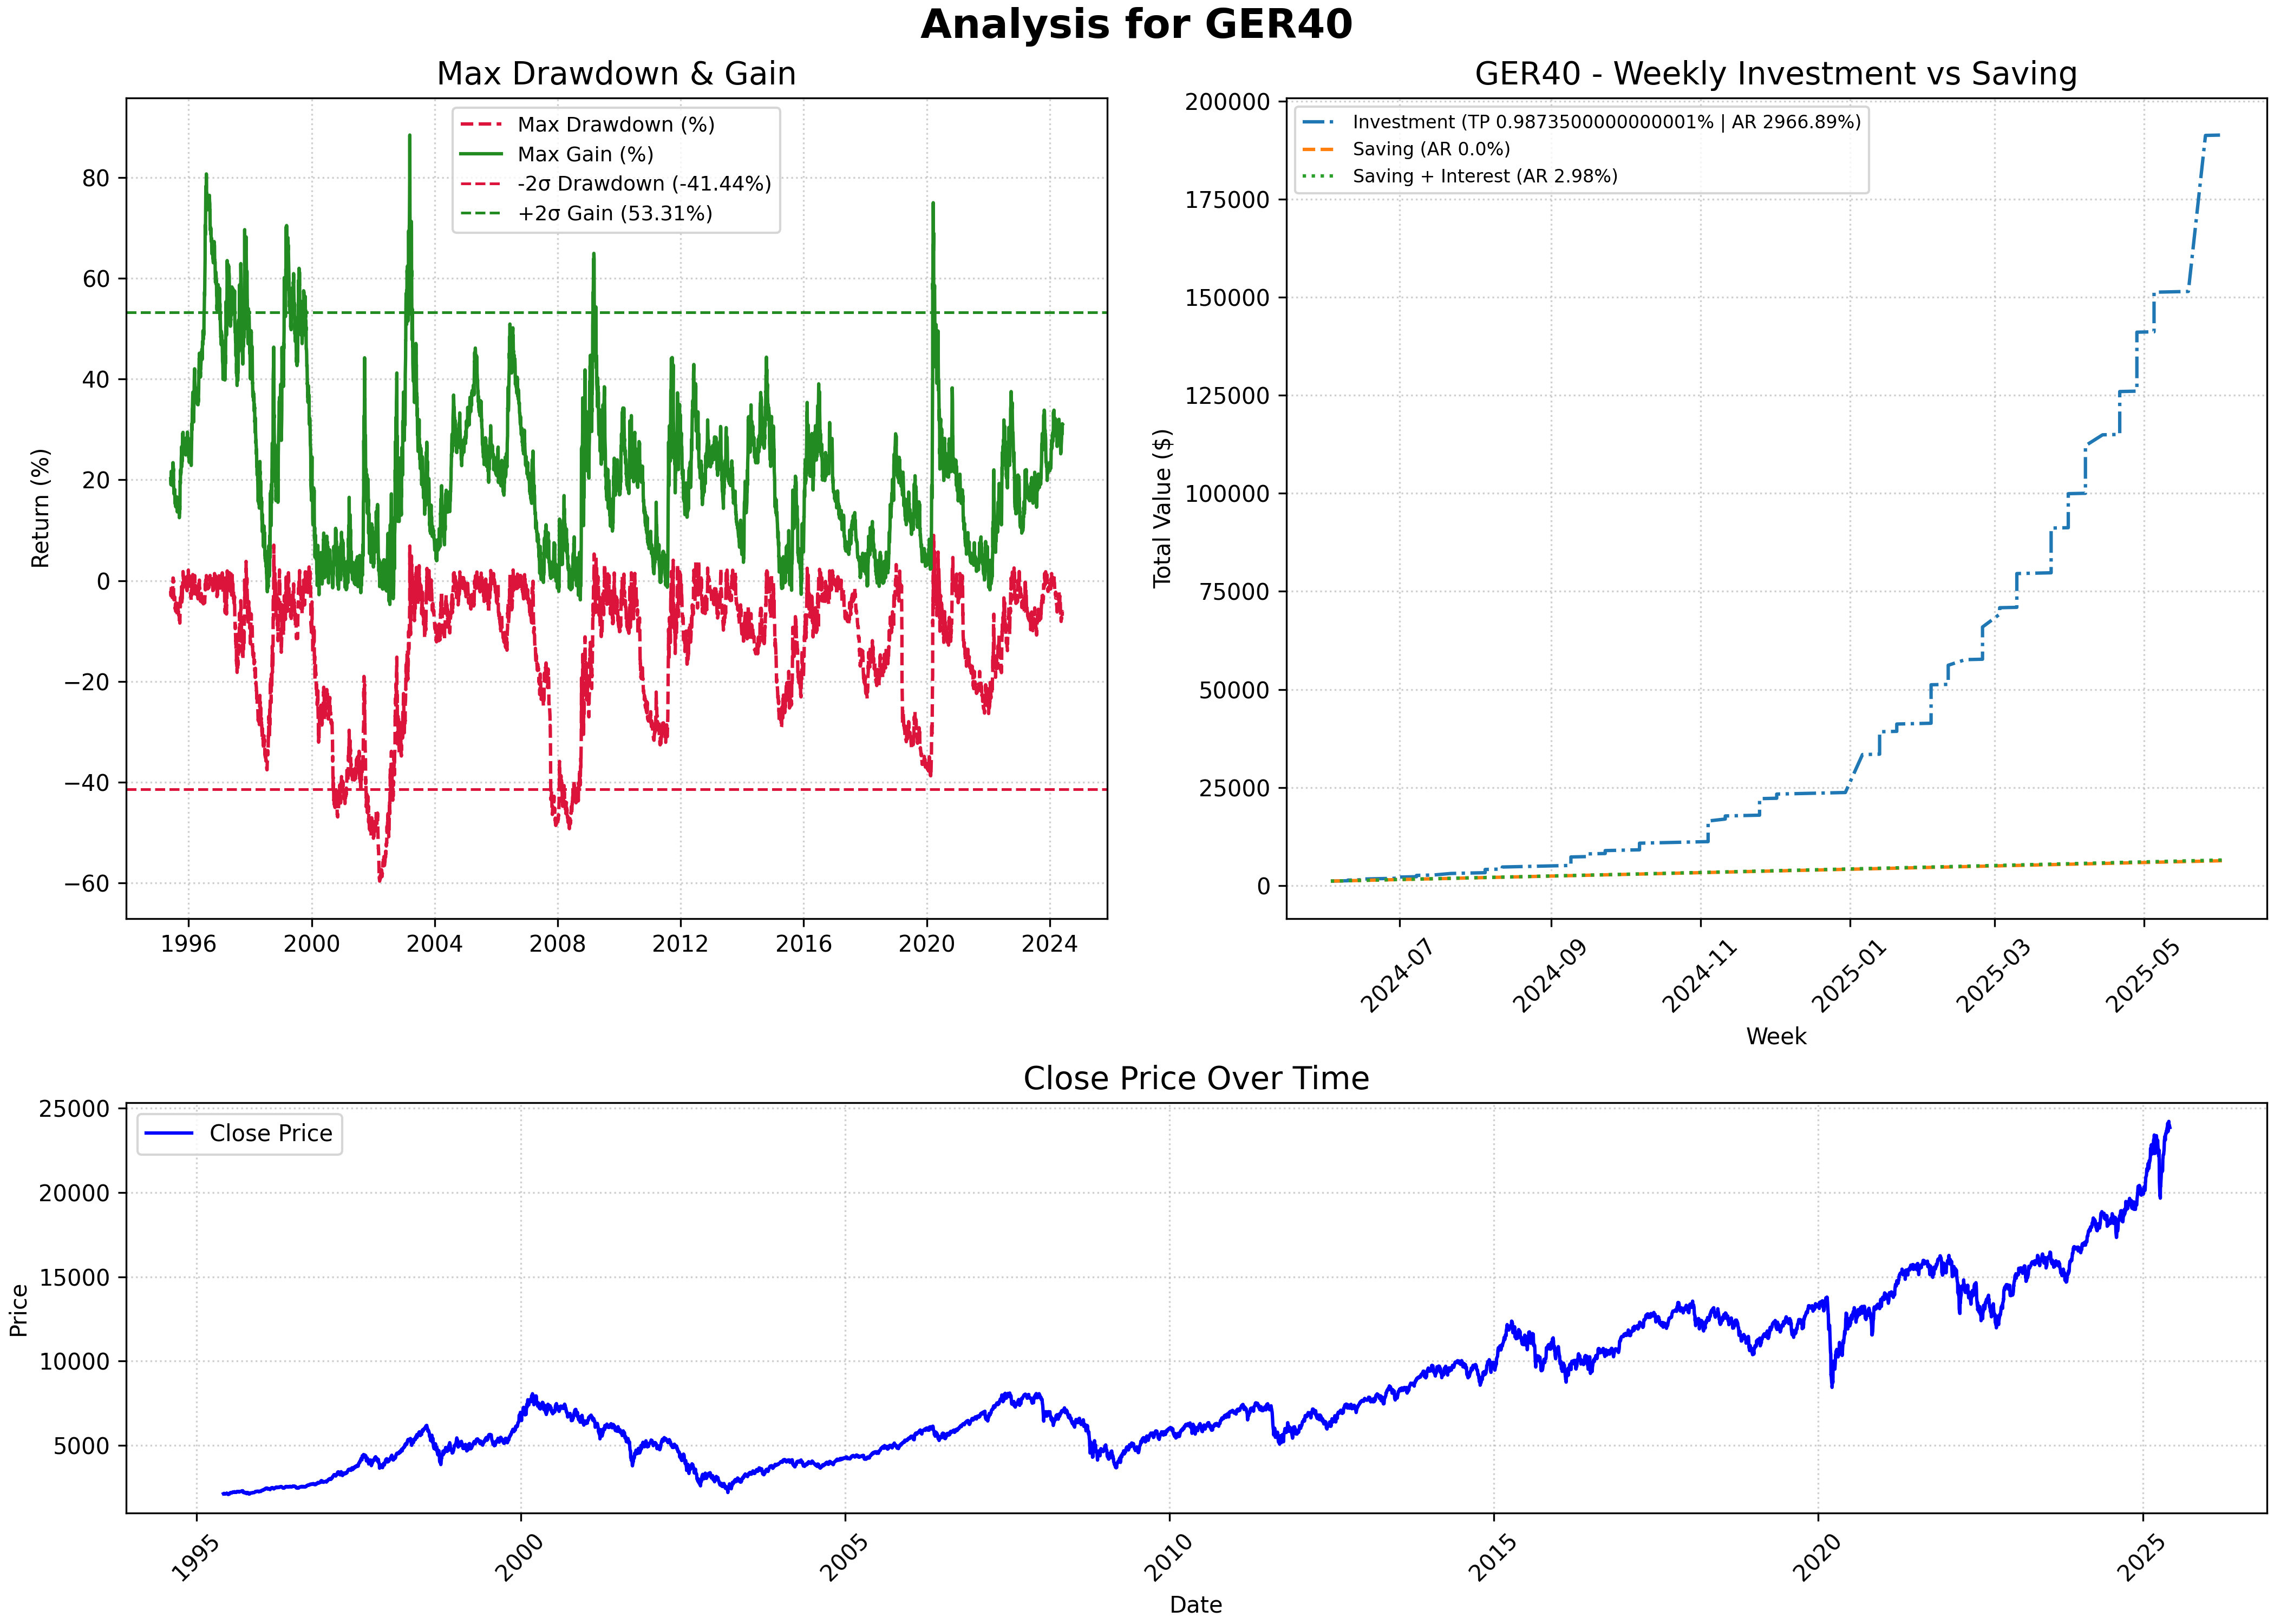 Analysis for GER40
Max Drawdown & Gain
Max Drawdown (%)
Max Gain (%)
-2σ Drawdown (-41.44%)
+2σ Gain (53.31%)
Return (%)
80
60
40
20
0
−20
−40
−60
1996
2000
2004
2008
2012
2016
2020
2024
GER40 - Weekly Investment vs Saving
Investment (TP 0.9873500000000001% | AR 2966.89%)
Saving (AR 0.0%)
Saving + Interest (AR 2.98%)
Total Value ($)
200000
175000
150000
125000
100000
75000
50000
25000
0
2024-07
2024-09
2024-11
2025-01
2025-03
2025-05
Week
Close Price Over Time
Close Price
Price
25000
20000
15000
10000
5000
1995
2000
2005
2010
2015
2020
2025
Date